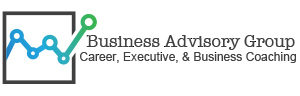 Business Advisory Group
Career, Executive, & Business Coaching